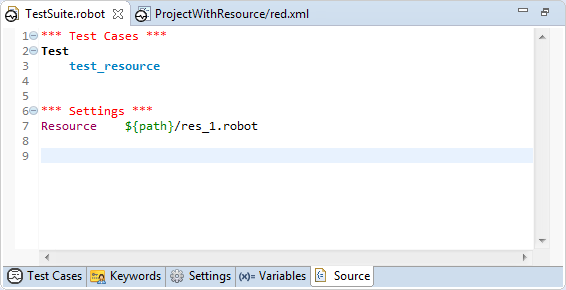 TestSuite.robot ProjectWithResource/red.xml
1 *** Test Cases ***
2 Test
3     test_resource
4
5
6 *** Settings ***
7 Resource    ${path}/res_1.robot
8
9
Test Cases Keywords Settings (x)= Variables Source